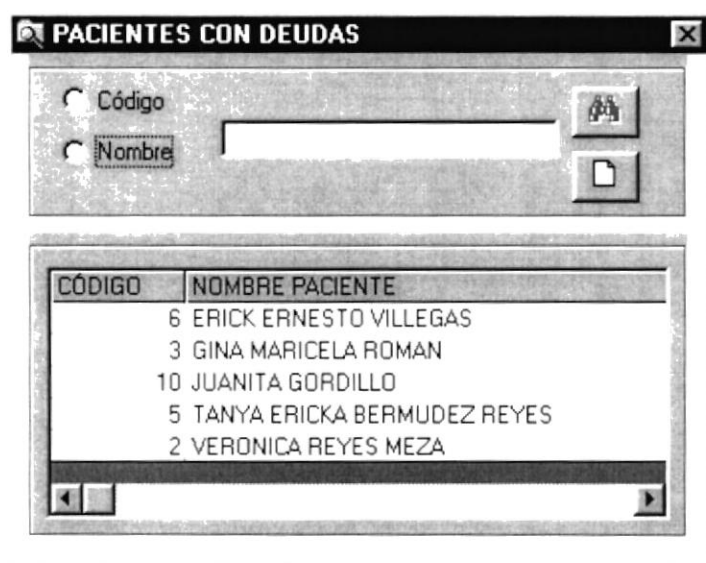 PACIENTES CON DEUDAS
Código
Nombre
CÓDIGO NOMBRE PACIENTE
6 ERICK ERNESTO VILLEGAS
3 GINA MARICELA ROMAN
10 JUANITA GORDILLO
5 TANYA ERICKA BERMUDEZ REYES
2 VERONICA REYES MEZA